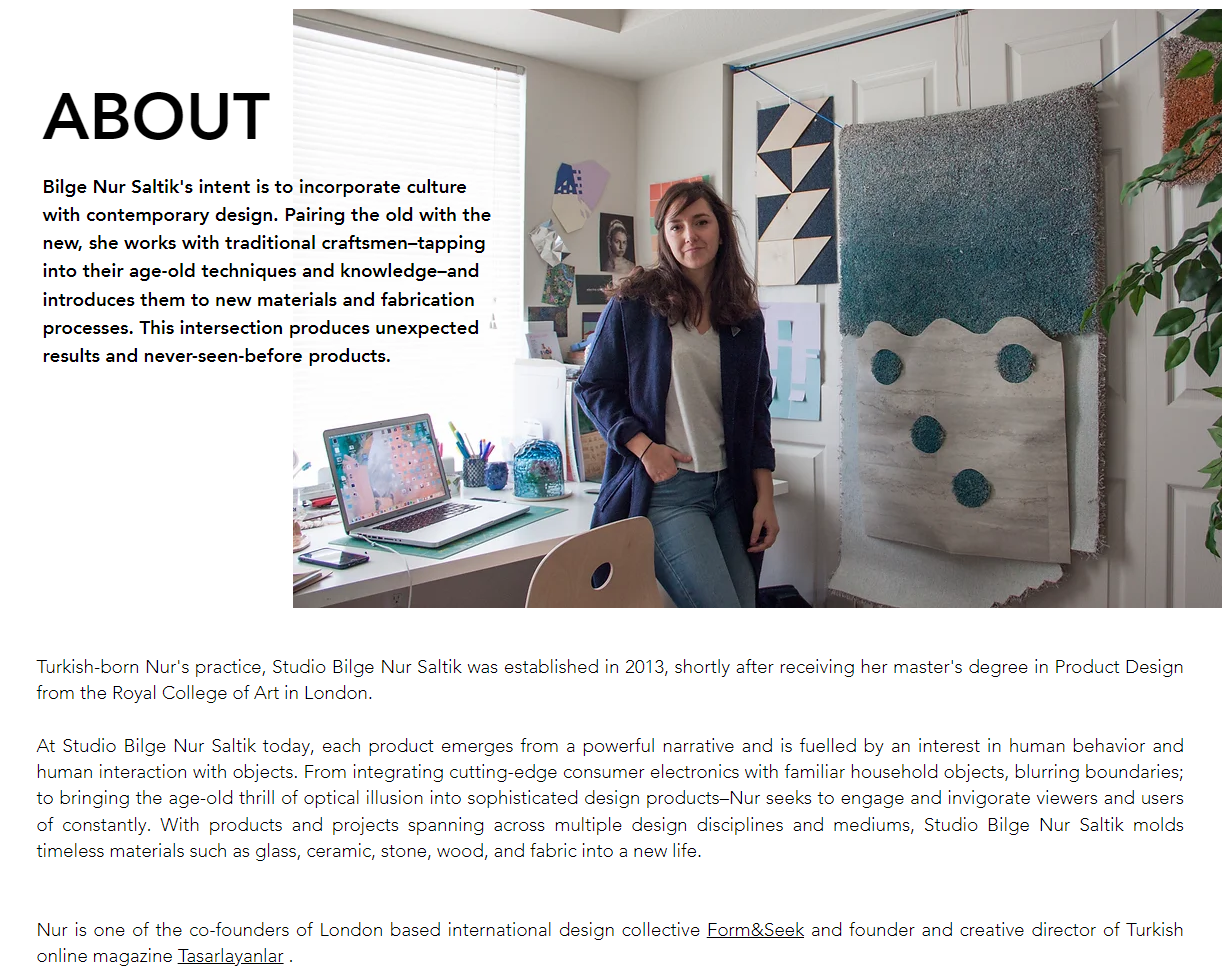 ABOUT
Bilge Nur Saltik's intent is to incorporate culture
with contemporary design. Pairing the old with the
new, she works with traditional craftsmen–tapping
into their age-old techniques and knowledge–and
introduces them to new materials and fabrication
processes. This intersection produces unexpected
results and never-seen-before products.
Turkish-born Nur's practice, Studio Bilge Nur Saltik was established in 2013, shortly after receiving her master's degree in Product Design
from the Royal College of Art in London.
At Studio Bilge Nur Saltik today, each product emerges from a powerful narrative and is fuelled by an interest in human behavior and
human interaction with objects. From integrating cutting-edge consumer electronics with familiar household objects, blurring boundaries;
to bringing the age-old thrill of optical illusion into sophisticated design products–Nur seeks to engage and invigorate viewers and users
of constantly. With products and projects spanning across multiple design disciplines and mediums, Studio Bilge Nur Saltik molds
timeless materials such as glass, ceramic, stone, wood, and fabric into a new life.
Nur is one of the co-founders of London based international design collective Form&Seek and founder and creative director of Turkish
online magazine Tasarlayanlar .